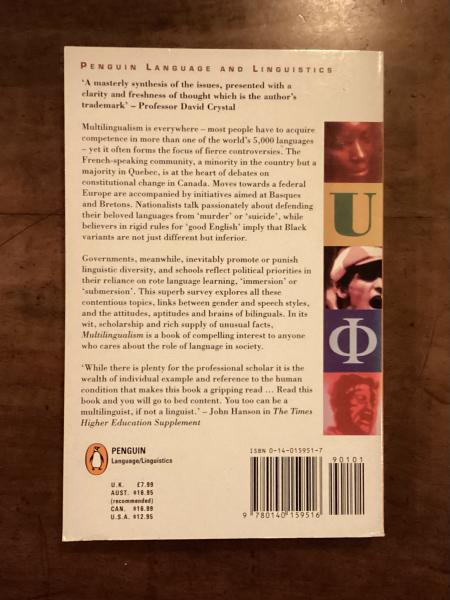 PENGUIN LANGUAGE AND LINGUISTICS
'A masterly synthesis of the issues, presented with a
clarity and freshness of thought which is the author's
trademark' – Professor David Crystal
Multilingualism is everywhere – most people have to acquire
competence in more than one of the world's 5,000 languages
– yet it often forms the focus of fierce controversies. The
French-speaking community, a minority in the country but a
majority in Quebec, is at the heart of debates on
constitutional change in Canada. Moves towards a federal
Europe are accompanied by initiatives aimed at Basques
and Bretons. Nationalists talk passionately about defending
their beloved languages from 'murder' or 'suicide', while
believers in rigid rules for 'good English' imply that Black
variants are not just different but inferior.
Governments, meanwhile, inevitably promote or punish
linguistic diversity, and schools reflect political priorities in
their reliance on rote language learning, 'immersion' or
'submersion'. This superb survey explores all these
contentious topics, links between gender and speech styles,
and the attitudes, aptitudes and brains of bilinguals. In its
wit, scholarship and rich supply of unusual facts,
Multilingualism is a book of compelling interest to anyone
who cares about the role of language in society.
'While there is plenty for the professional scholar it is the
wealth of individual example and reference to the human
condition that makes this book a gripping read ... Read this
book and you will go to bed content. You too can be a
multilinguist, if not a linguist.' – John Hanson in The Times
Higher Education Supplement
U
Φ
PENGUIN
Language/Linguistics
U.K. £7.99
AUST. $16.95
(recommended)
CAN. $16.99
U.S.A. $12.95
ISBN 0-14-015951-7
90101
9 780140 159516